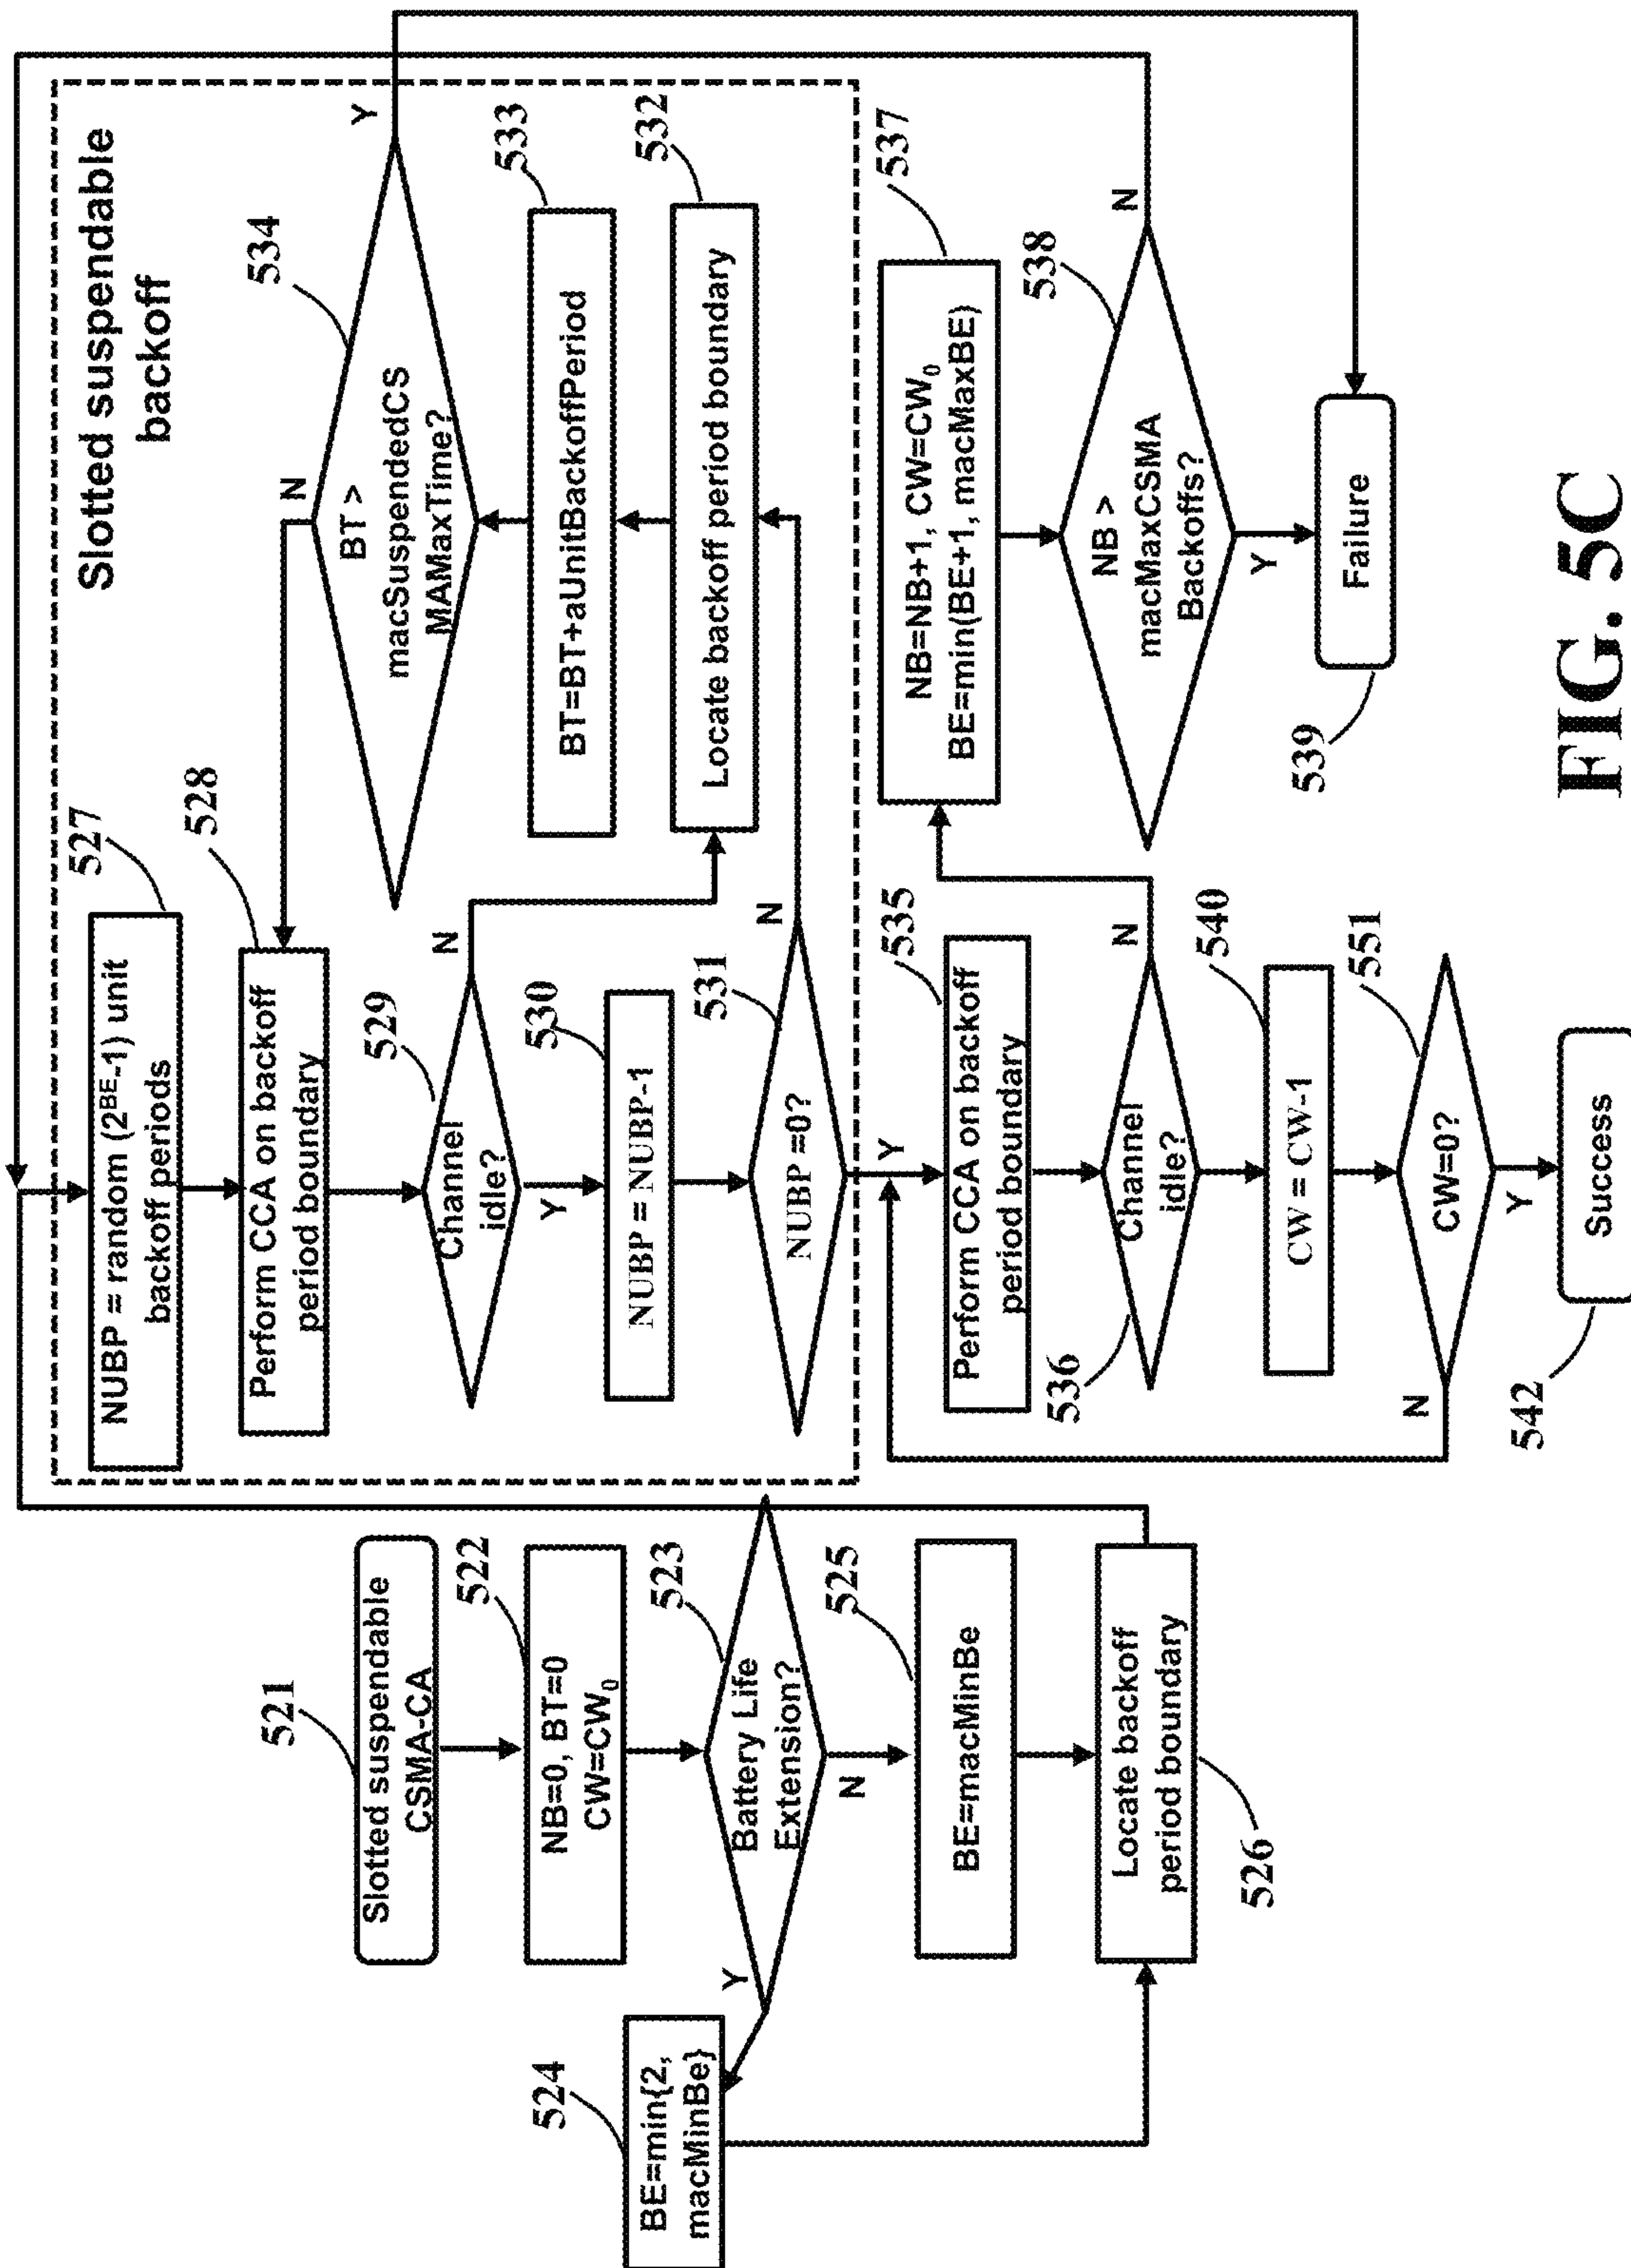 521
Slotted suspendable
CSMA-CA
522
NB=0, BT=0
CW=CW₀
523
Battery Life
Extension?
Y
N
524
BE=min{2,
macMinBe}
525
BE=macMinBe
Locate backoff
period boundary
526
Slotted suspendable
backoff
527
NUBP = random (2ᴮᴱ-1) unit
backoff periods
528
Perform CCA on backoff
period boundary
529
Channel
idle?
N
Y
530
NUBP = NUBP-1
531
NUBP =0?
N
Y
532
Locate backoff period boundary
533
BT=BT+aUnitBackoffPeriod
534
BT >
macSuspendedCS
MAMaxTime?
N
Y
535
Perform CCA on backoff
period boundary
536
Channel
idle?
N
537
NB=NB+1, CW=CW₀
BE=min(BE+1, macMaxBE)
538
NB >
macMaxCSMA
Backoffs?
N
Y
539
Failure
540
CW = CW-1
551
CW=0?
N
Y
542
Success
FIG. 5C